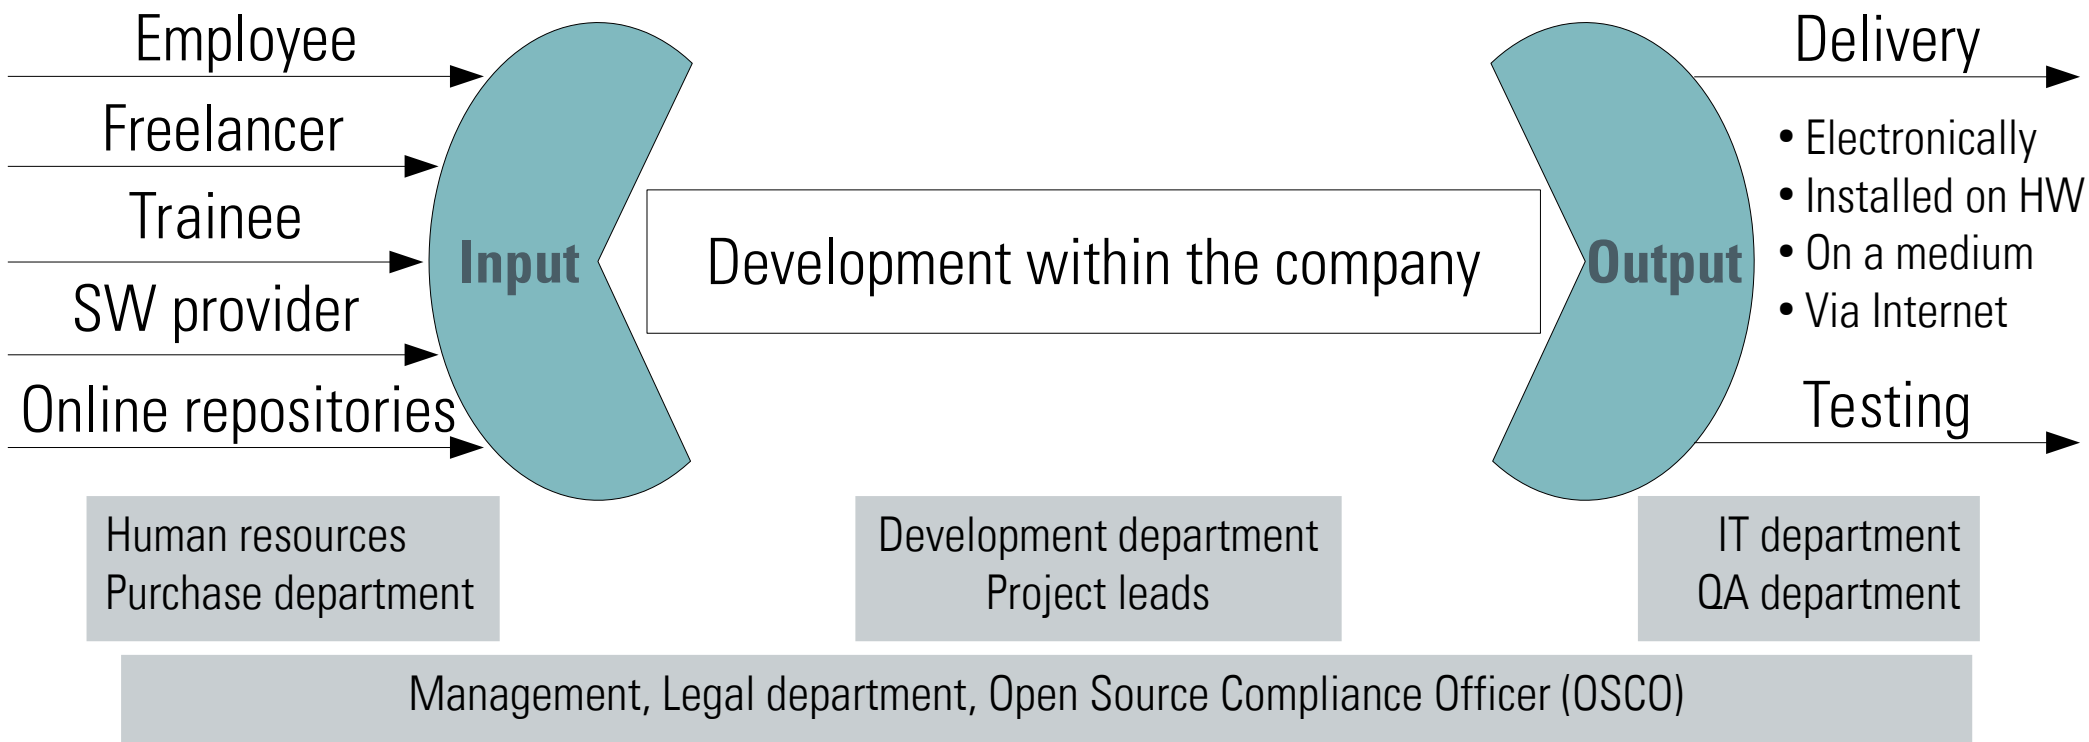 Employee
Freelancer
Trainee
SW provider
Online repositories
Input
Development within the company
Output
Delivery
• Electronically
• Installed on HW
• On a medium
• Via Internet
Testing
Human resources
Purchase department
Development department
Project leads
IT department
QA department
Management, Legal department, Open Source Compliance Officer (OSCO)